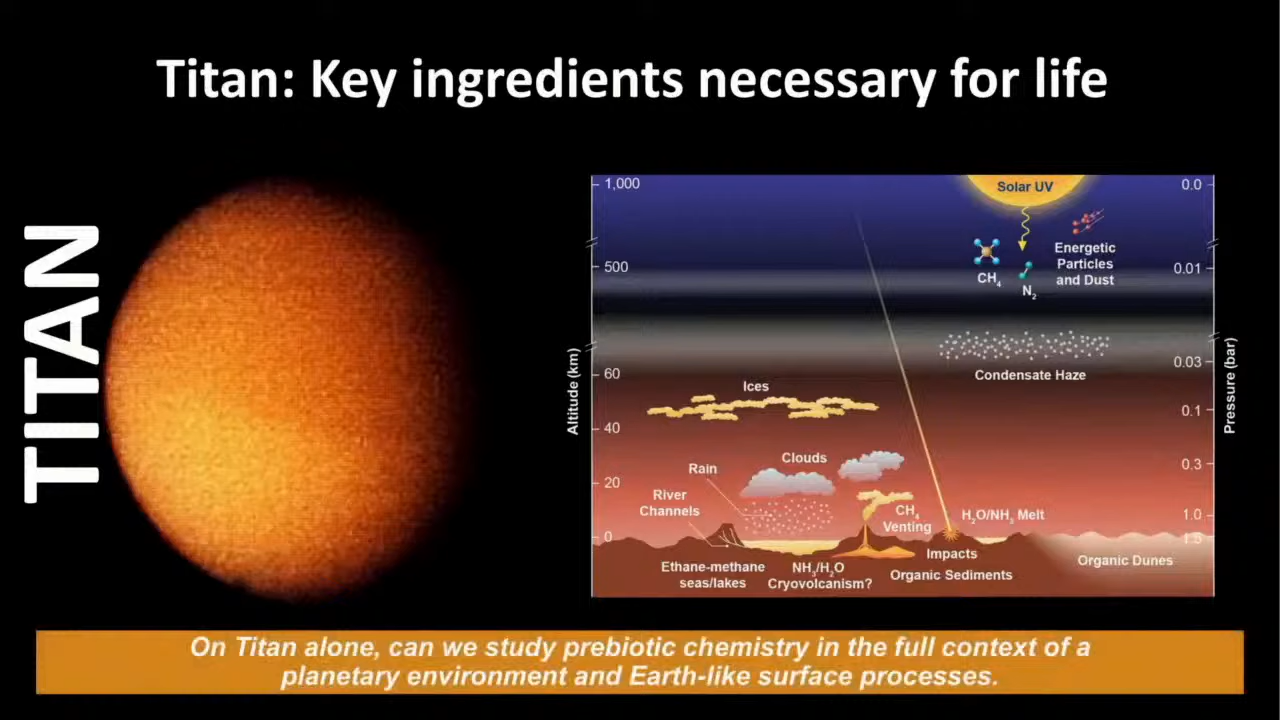 Titan: Key ingredients necessary for life
TITAN
1,000
500
60
40
20
0
Altitude (km)
Solar UV
CH₄
N₂
Energetic
Particles
and Dust
Condensate Haze
Ices
Clouds
Rain
River
Channels
CH₄
Venting
H₂O/NH₃ Melt
Impacts
Ethane-methane
seas/lakes
NH₃/H₂O
Cryovolcanism?
Organic Sediments
Organic Dunes
0.0
0.01
0.03
0.1
0.3
1.0
1.5
Pressure (bar)
On Titan alone, can we study prebiotic chemistry in the full context of a
planetary environment and Earth-like surface processes.